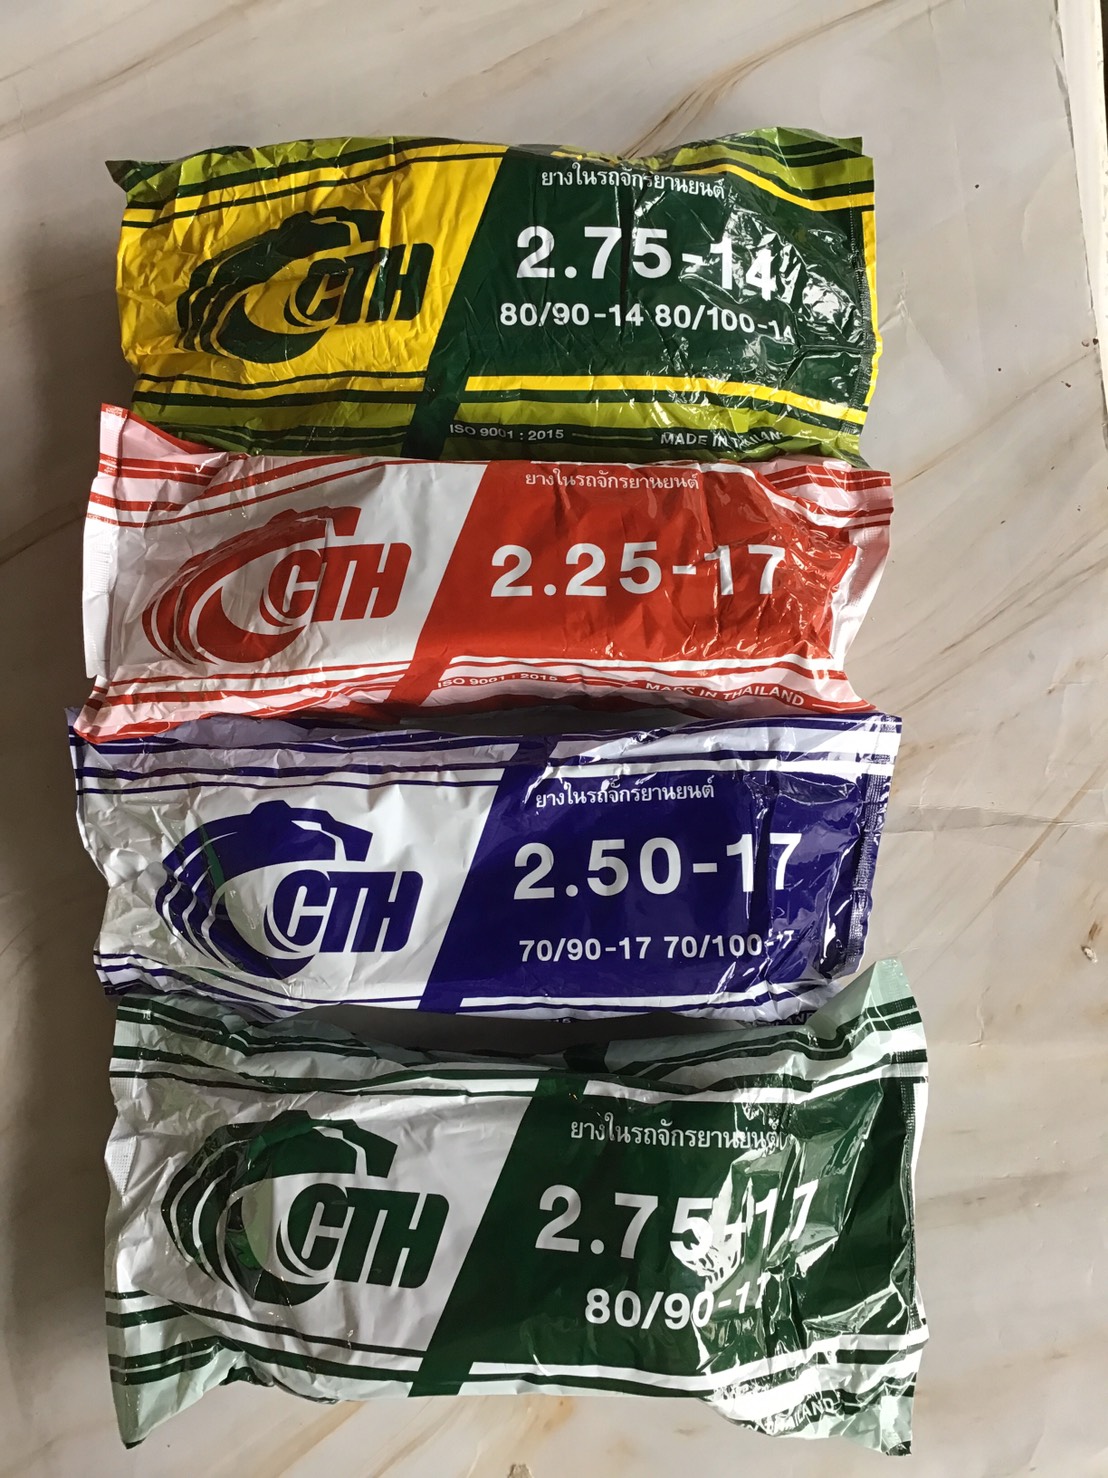 ยางในรถจักรยานยนต์
CTH
2.75-14
80/90-14 80/100-14
ISO 9001 : 2015
MADE IN THAILAND
ยางในรถจักรยานยนต์
CTH
2.25-17
ISO 9001 : 2015
MADE IN THAILAND
ยางในรถจักรยานยนต์
CTH
2.50-17
70/90-17 70/100-17
ยางในรถจักรยานยนต์
CTH
2.75-17
80/90-17
THAILAND